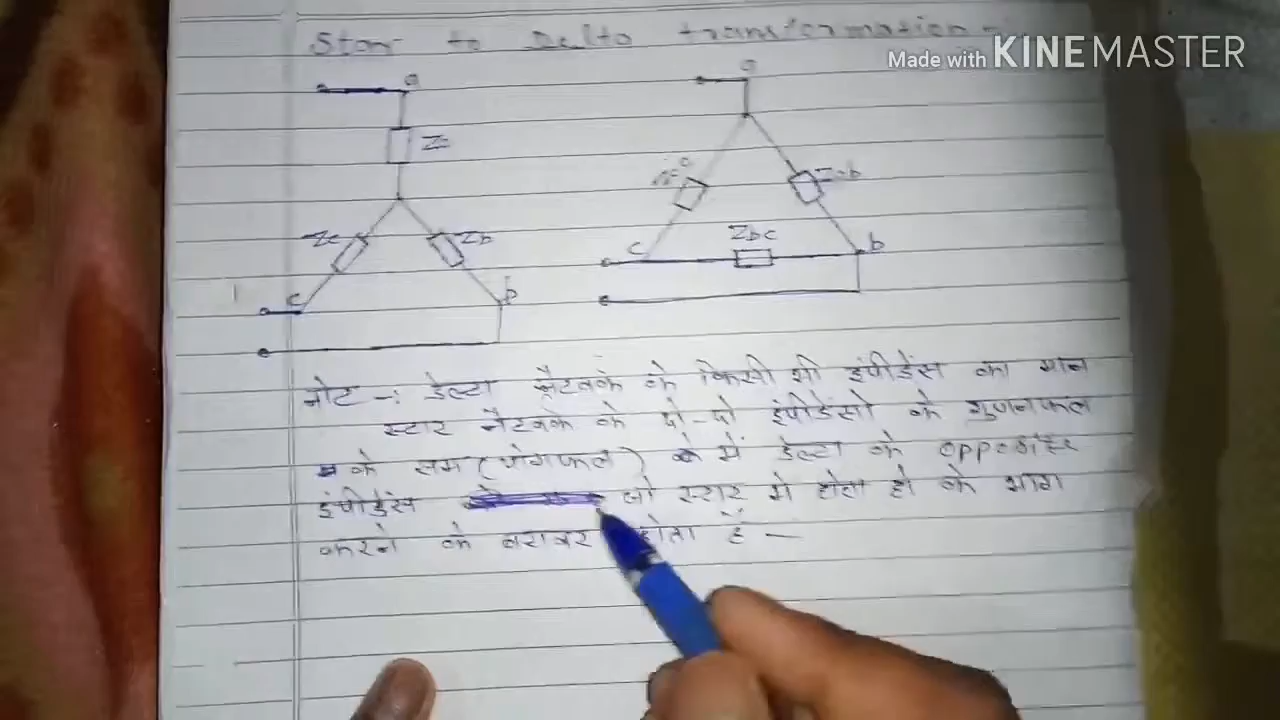 Star to Delta transformation -
Made with KINEMASTER
a
a
Z
Zc
Zb
Zab
c
b
Zbc
c
b
नोट -: डेल्टा नैटवर्क के किसी भी इंपीडेंस का मान
स्टार नैटवर्क के दो-दो इंपीडेंसो के गुणनफल
के सम (योगफल) में डेल्टा के opposite
इंपीडेंस जो स्टार में होता हो के भाग
करने के बराबर होता हैं —